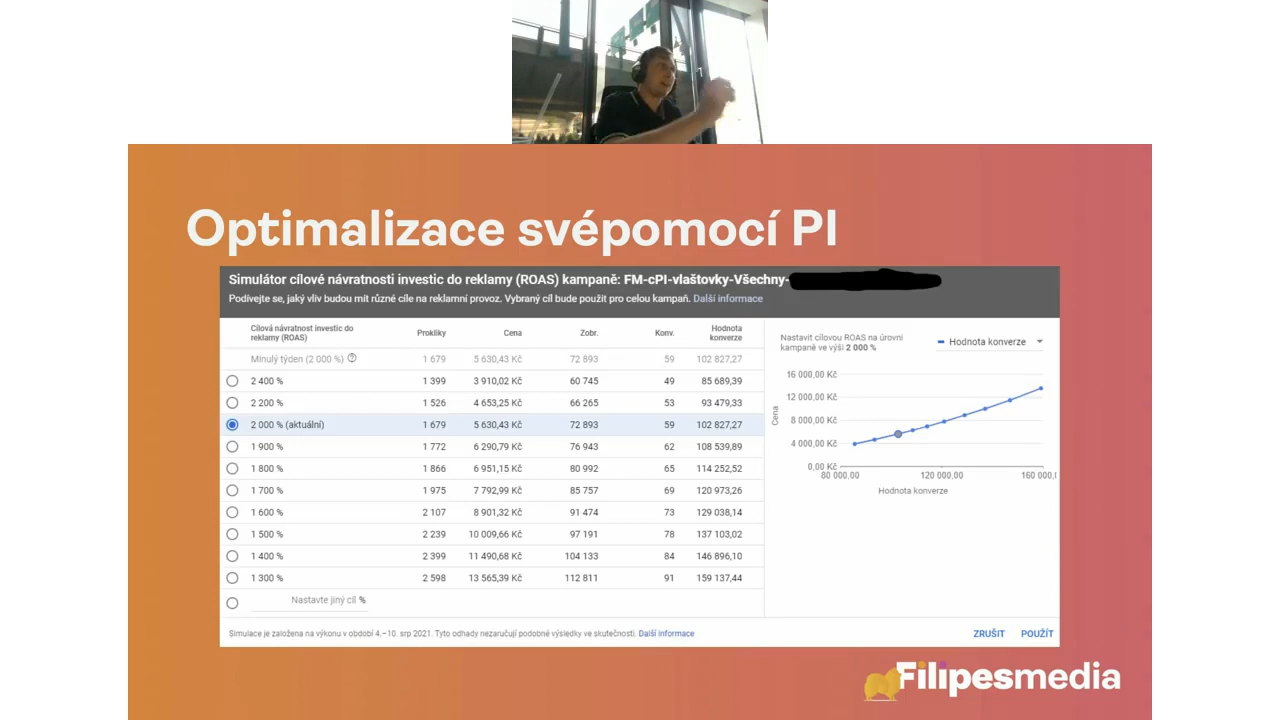 Optimalizace svépomocí PI
Simulátor cílové návratnosti investic do reklamy (ROAS) kampaně: FM-cPI-vlaštovky-Všechny-
Podívejte se, jaký vliv budou mít různé cíle na reklamní provoz. Vybraný cíl bude použit pro celou kampaň. Další informace
Cílová návratnost investic do reklamy (ROAS) Prokliky Cena Zobr. Konv. Hodnota konverze
Minulý týden (2 000 %) 1 679 5 630,43 Kč 72 893 59 102 827,27
2 400 % 1 399 3 910,02 Kč 60 745 49 85 689,39
2 200 % 1 526 4 653,25 Kč 66 265 53 93 479,33
2 000 % (aktuální) 1 679 5 630,43 Kč 72 893 59 102 827,27
1 900 % 1 772 6 290,79 Kč 76 943 62 108 539,89
1 800 % 1 866 6 951,15 Kč 80 992 65 114 252,52
1 700 % 1 975 7 792,99 Kč 85 757 69 120 973,26
1 600 % 2 107 8 901,32 Kč 91 474 73 129 038,14
1 500 % 2 239 10 009,66 Kč 97 191 78 137 103,02
1 400 % 2 399 11 490,68 Kč 104 133 84 146 896,10
1 300 % 2 598 13 565,39 Kč 112 811 91 159 137,44
Nastavte jiný cíl %
Nastavit cílovou ROAS na úrovni
kampaně ve výši 2 000 %
Hodnota konverze
16 000,00 Kč
12 000,00 Kč
8 000,00 Kč
4 000,00 Kč
0,00 Kč
Cena
80 000,00 120 000,00 160 000,
Hodnota konverze
Simulace je založena na výkonu v období 4.–10. srp 2021. Tyto odhady nezaručují podobné výsledky ve skutečnosti. Další informace
ZRUŠIT POUŽÍT
Filipesmedia